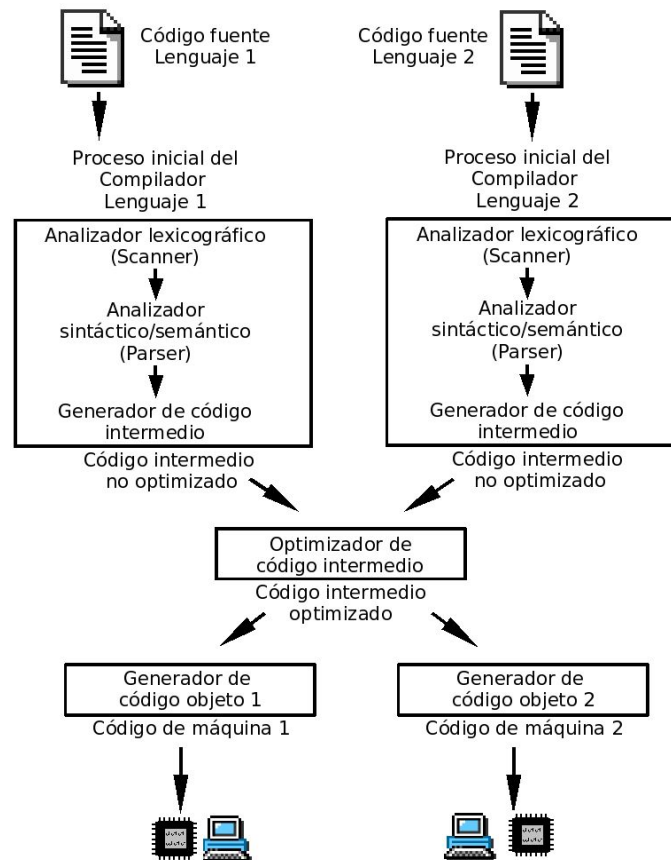 Código fuente
Lenguaje 1
Código fuente
Lenguaje 2
Proceso inicial del
Compilador
Lenguaje 1
Proceso inicial del
Compilador
Lenguaje 2
Analizador lexicográfico
(Scanner)
Analizador
sintáctico/semántico
(Parser)
Generador de código
intermedio
Analizador lexicográfico
(Scanner)
Analizador
sintáctico/semántico
(Parser)
Generador de código
intermedio
Código intermedio
no optimizado
Código intermedio
no optimizado
Optimizador de
código intermedio
Código intermedio
optimizado
Generador de
código objeto 1
Generador de
código objeto 2
Código de máquina 1
Código de máquina 2